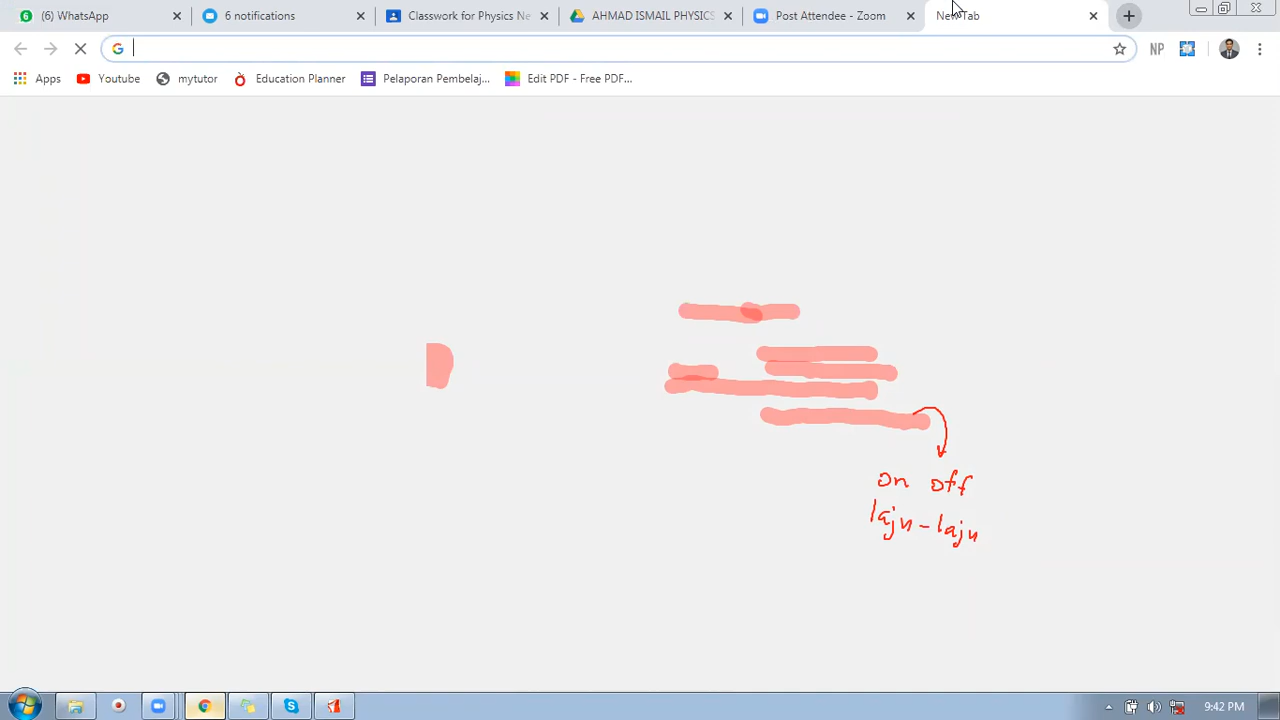 (6) WhatsApp
6 notifications
Classwork for Physics Ne
AHMAD ISMAIL PHYSICS
Post Attendee - Zoom
New Tab
NP
Apps
Youtube
mytutor
Education Planner
Pelaporan Pembelaj...
Edit PDF - Free PDF...
on off
laju - laju
9:42 PM